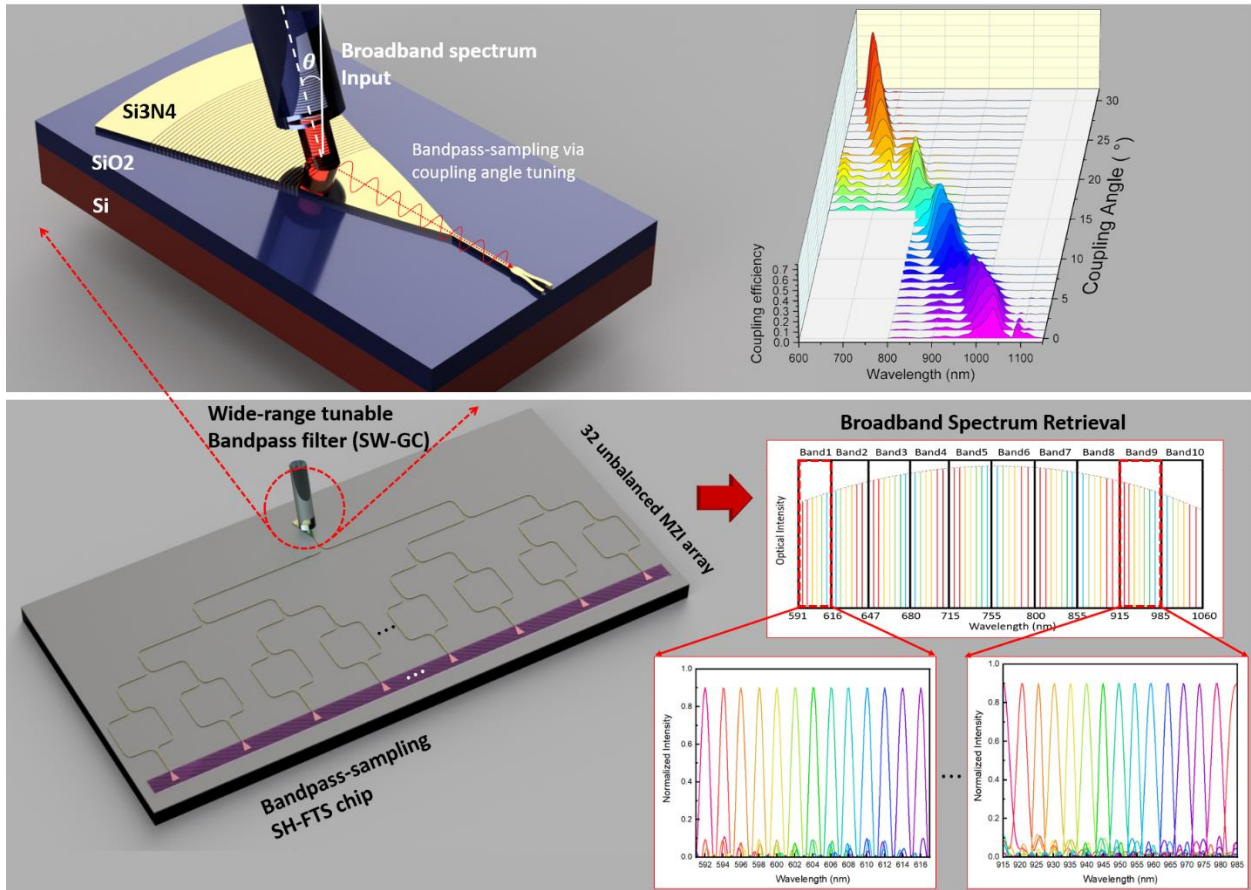 θ
Broadband spectrum
Input
Si3N4
SiO2
Si
Bandpass-sampling via
coupling angle tuning
Coupling efficiency
0.7
0.6
0.5
0.4
0.3
0.2
0.1
0.0
600 700 800 900 1000 1100
Wavelength (nm)
30
25
20
15
10
5
0
Coupling Angle ( ° )
Wide-range tunable
Bandpass filter (SW-GC)
32 unbalanced MZI array
...
...
Bandpass-sampling
SH-FTS chip
Broadband Spectrum Retrieval
Band1 Band2 Band3 Band4 Band5 Band6 Band7 Band8 Band9 Band10
Optical Intensity
591 616 647 680 715 755 800 855 915 985 1060
Wavelength (nm)
Normalized Intensity
1.0
0.8
0.6
0.4
0.2
0.0
592 594 596 598 600 602 604 606 608 610 612 614 616
Wavelength (nm)
...
Normalized Intensity
1.0
0.8
0.6
0.4
0.2
0.0
915 920 925 930 935 940 945 950 955 960 965 970 975 980 985
Wavelength (nm)